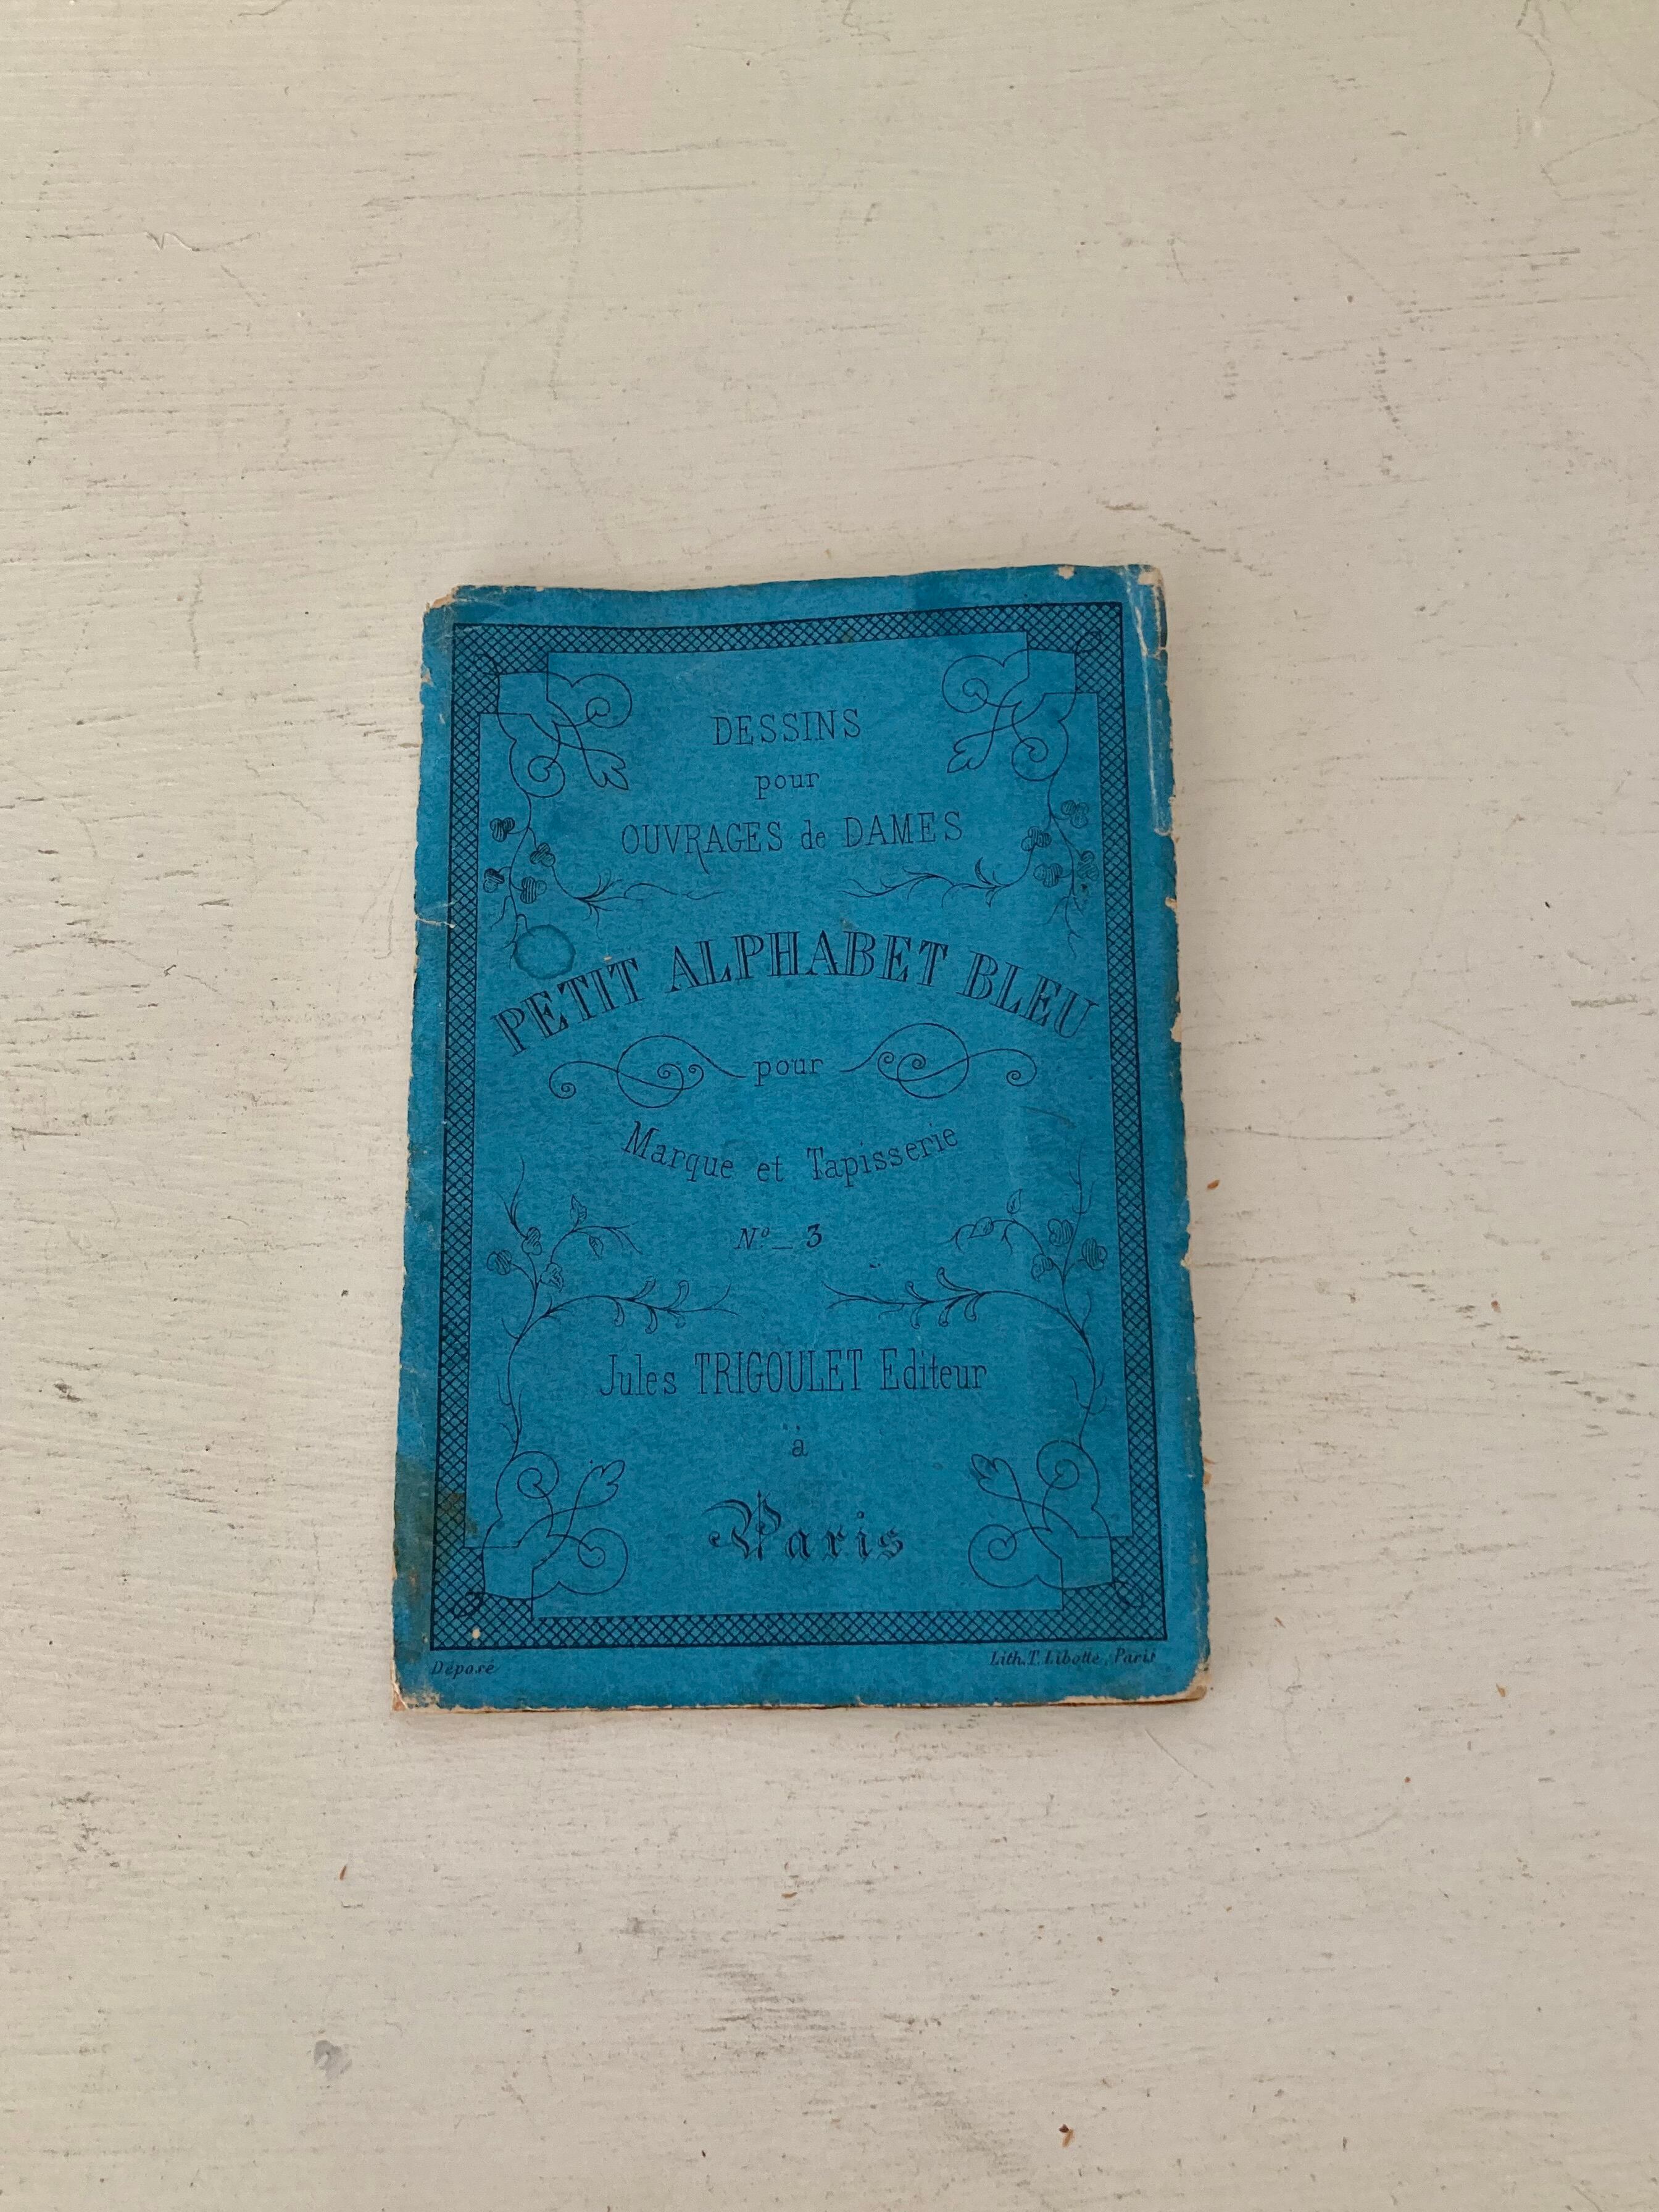 DESSINS
pour
OUVRAGES de DAMES
PETIT ALPHABET BLEU
pour
Marque et Tapisserie
Nº_ 3
Jules TRIGOULET Editeur
à
Paris
Déposé
Lith. T. Libotte, Paris